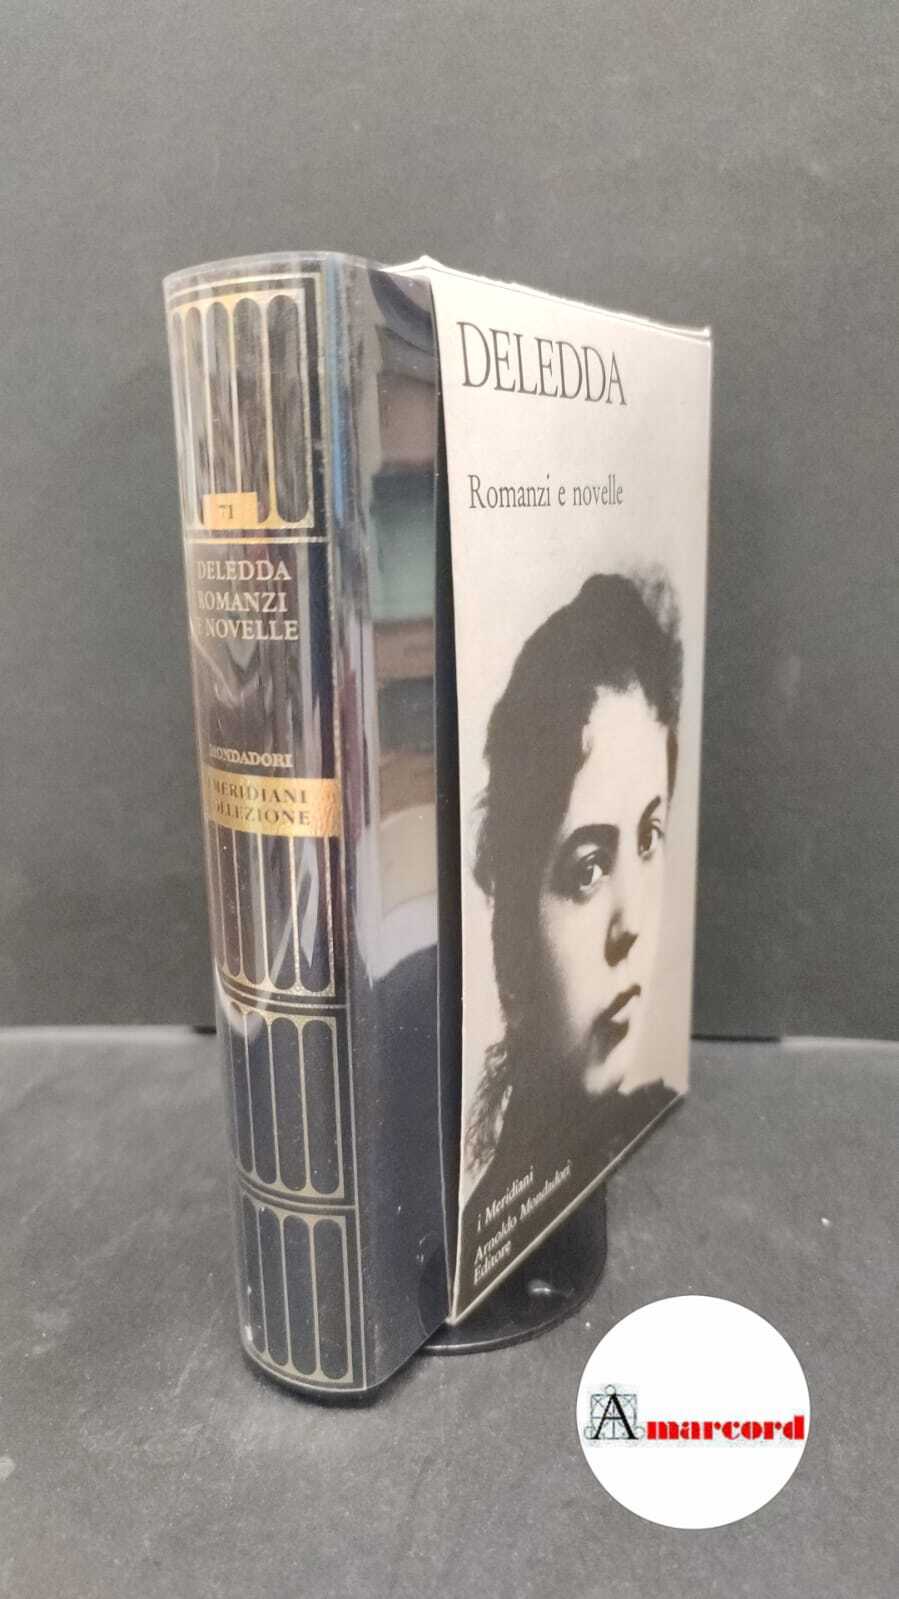 71
DELEDDA
ROMANZI
E NOVELLE
MONDADORI
I MERIDIANI
COLLEZIONE
DELEDDA
Romanzi e novelle
i Meridiani
Arnoldo Mondadori
Editore
Amarcord